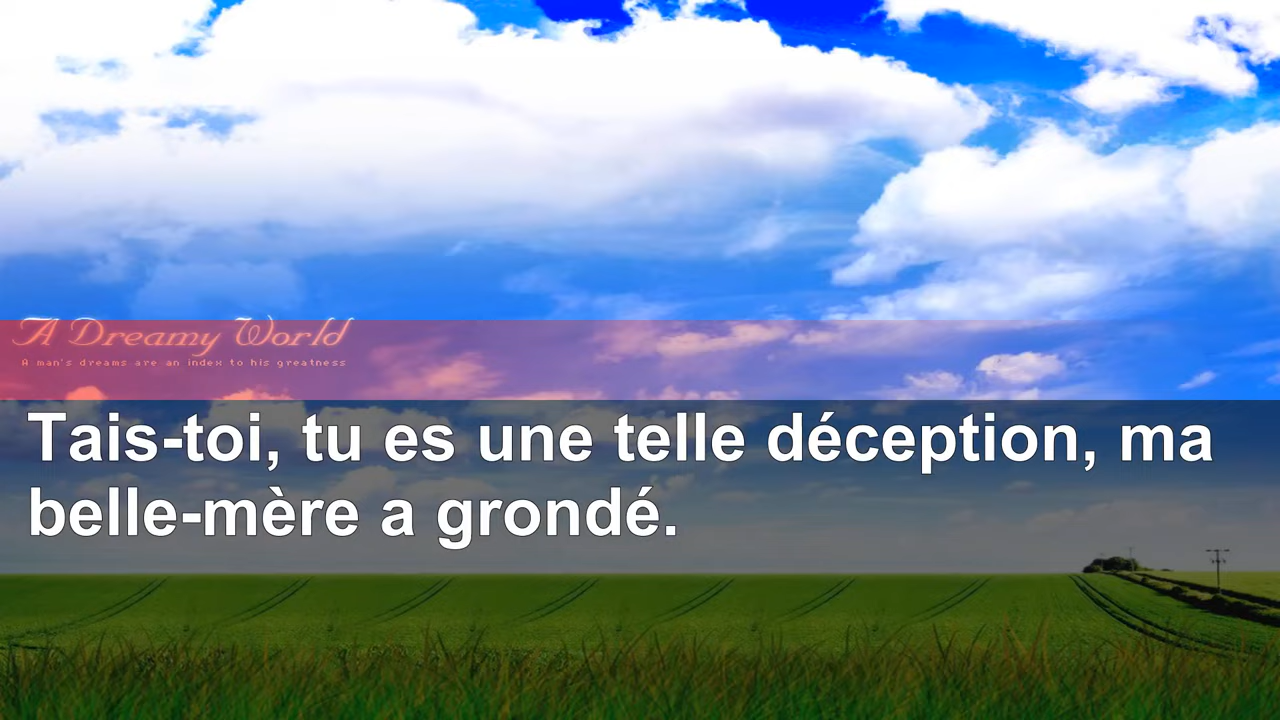 A Dreamy World
A man's dreams are an index to his greatness
Tais-toi, tu es une telle déception, ma
belle-mère a grondé.